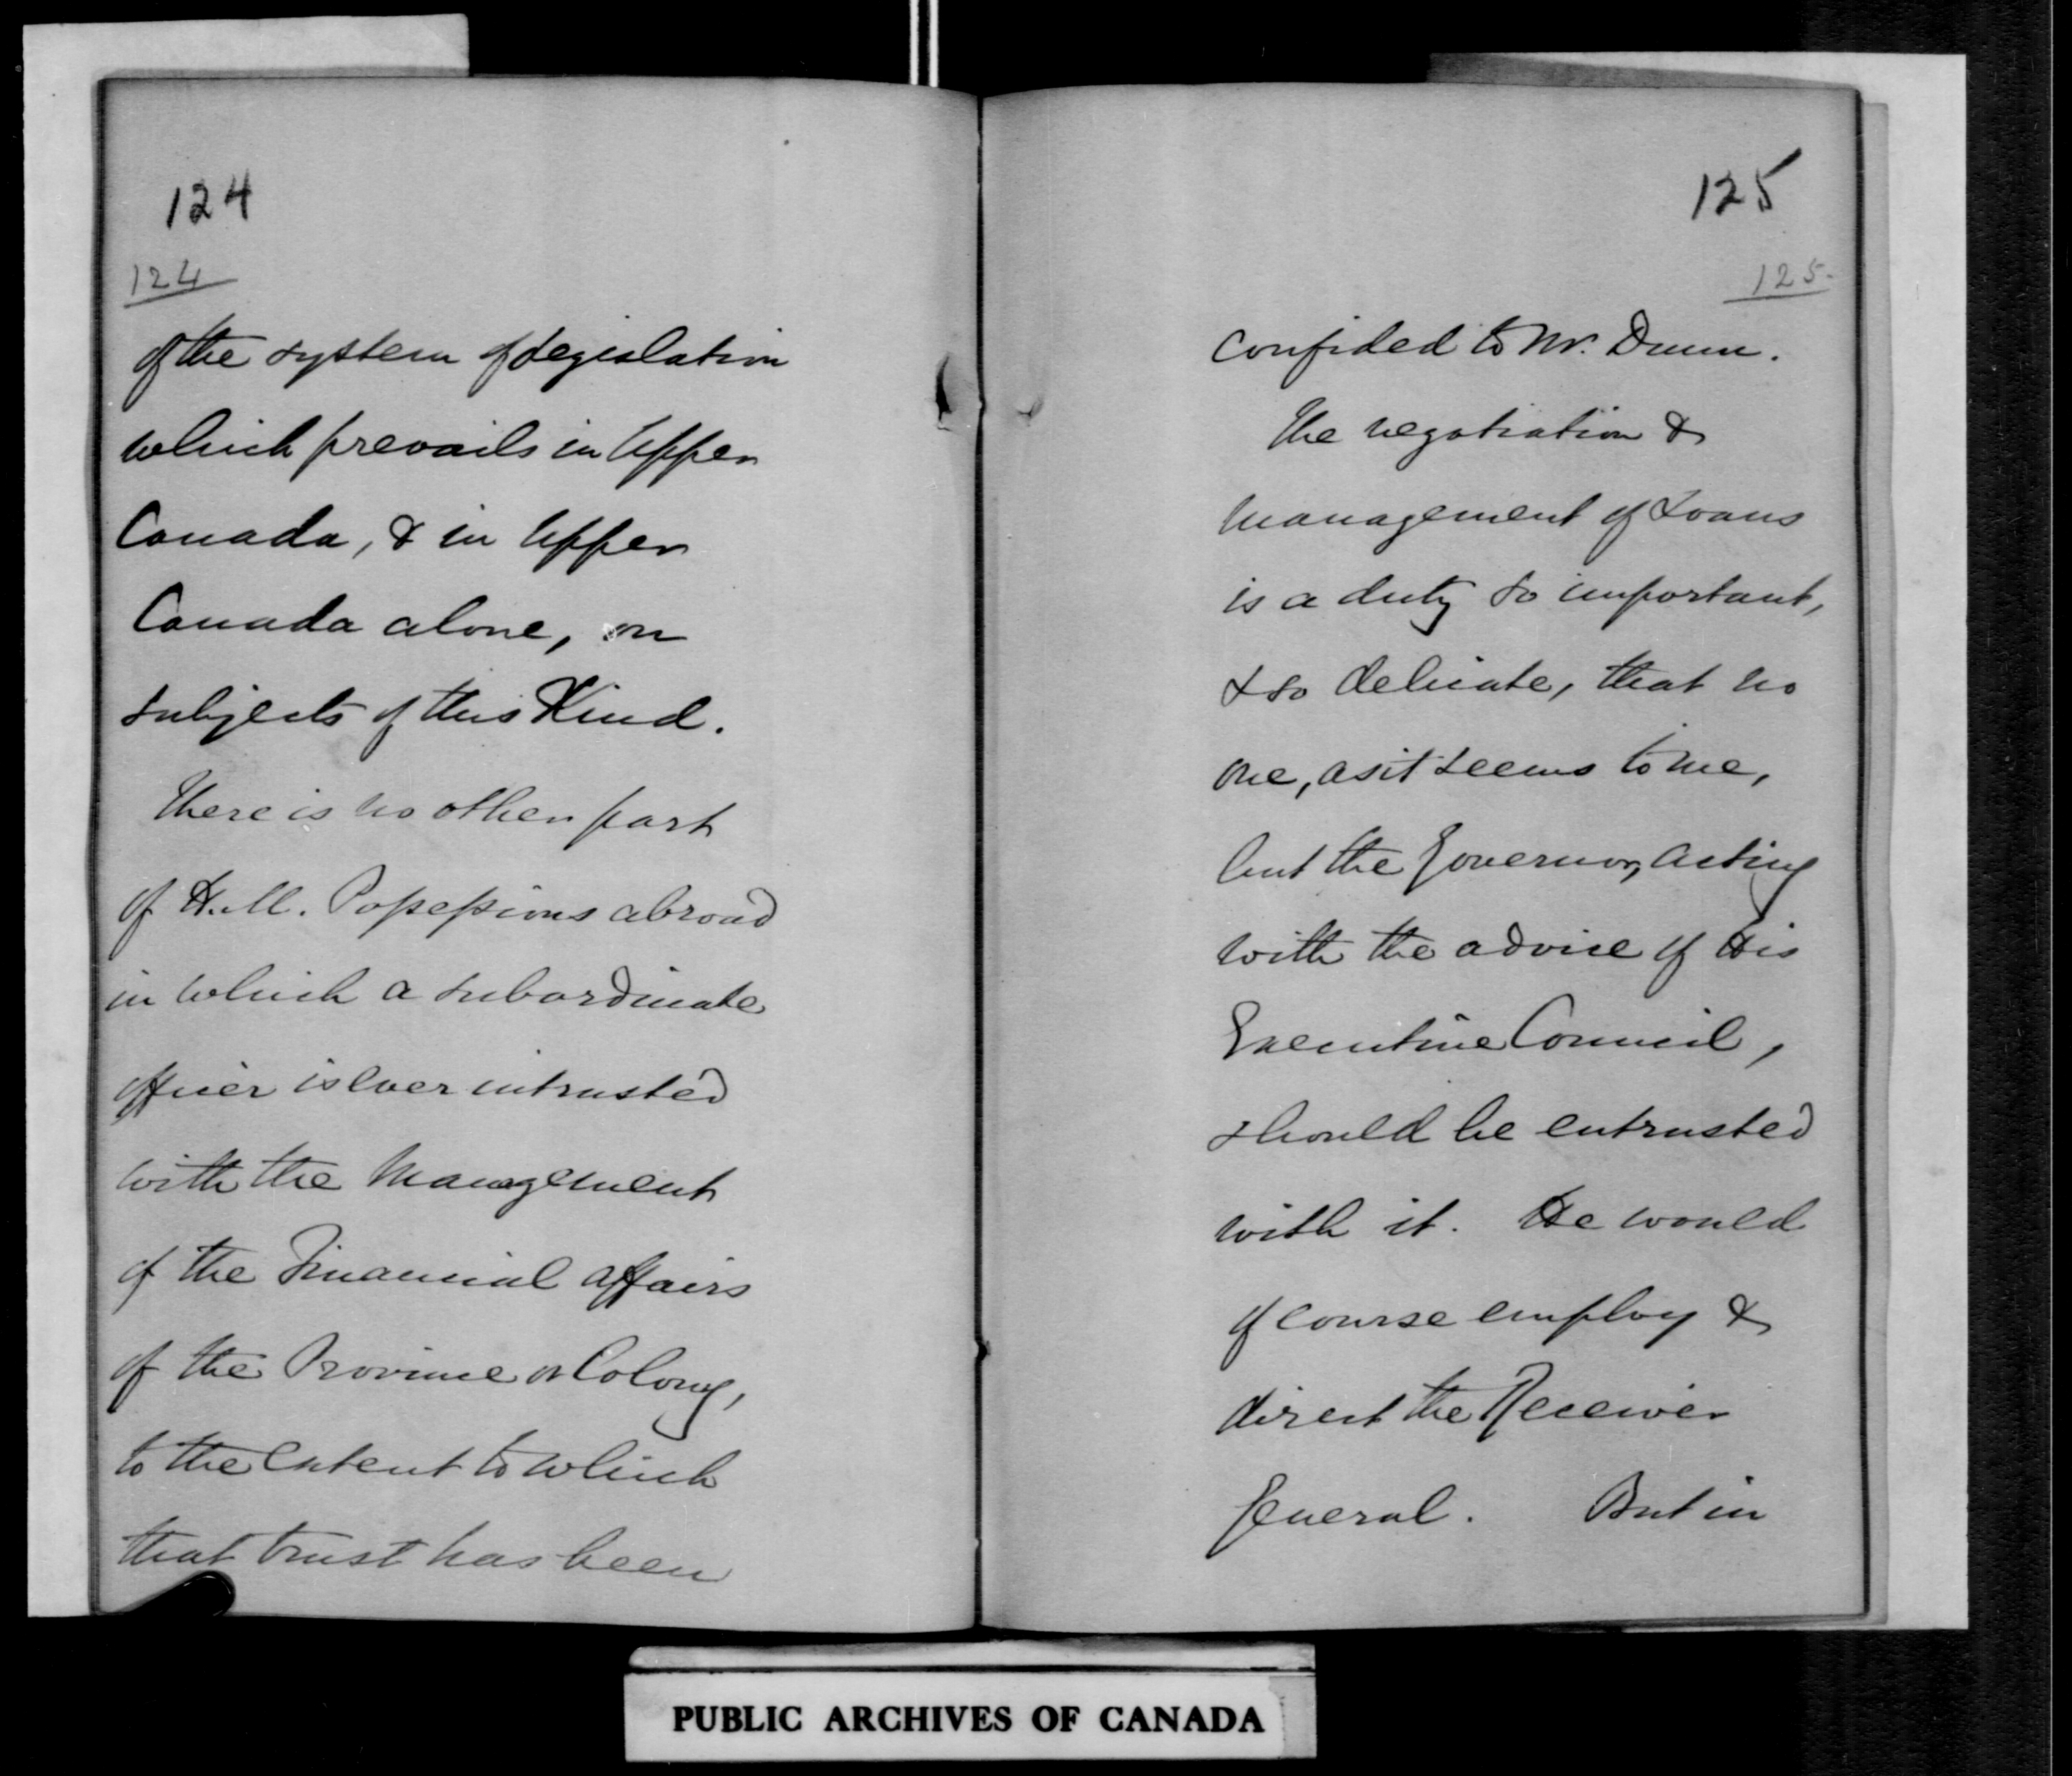 124
124
of the system of Legislation
which prevails in Upper
Canada, & in Upper
Canada alone, on
subjects of this Kind.
There is no other part
of H.M. Possessions abroad
in which a subordinate
officer is ever intrusted
with the Management
of the Financial affairs
of the Province or Colony,
to the extent to which
that trust has been
125
125.
confided to Mr. Dunn.
The negotiation &
management of Loans
is a duty so important,
& so delicate, that no
one, as it seems to me,
but the Governor, acting
with the advice of His
Executive Council,
should be entrusted
with it. He would
of course employ &
direct the Receiver
General. But in
PUBLIC ARCHIVES OF CANADA